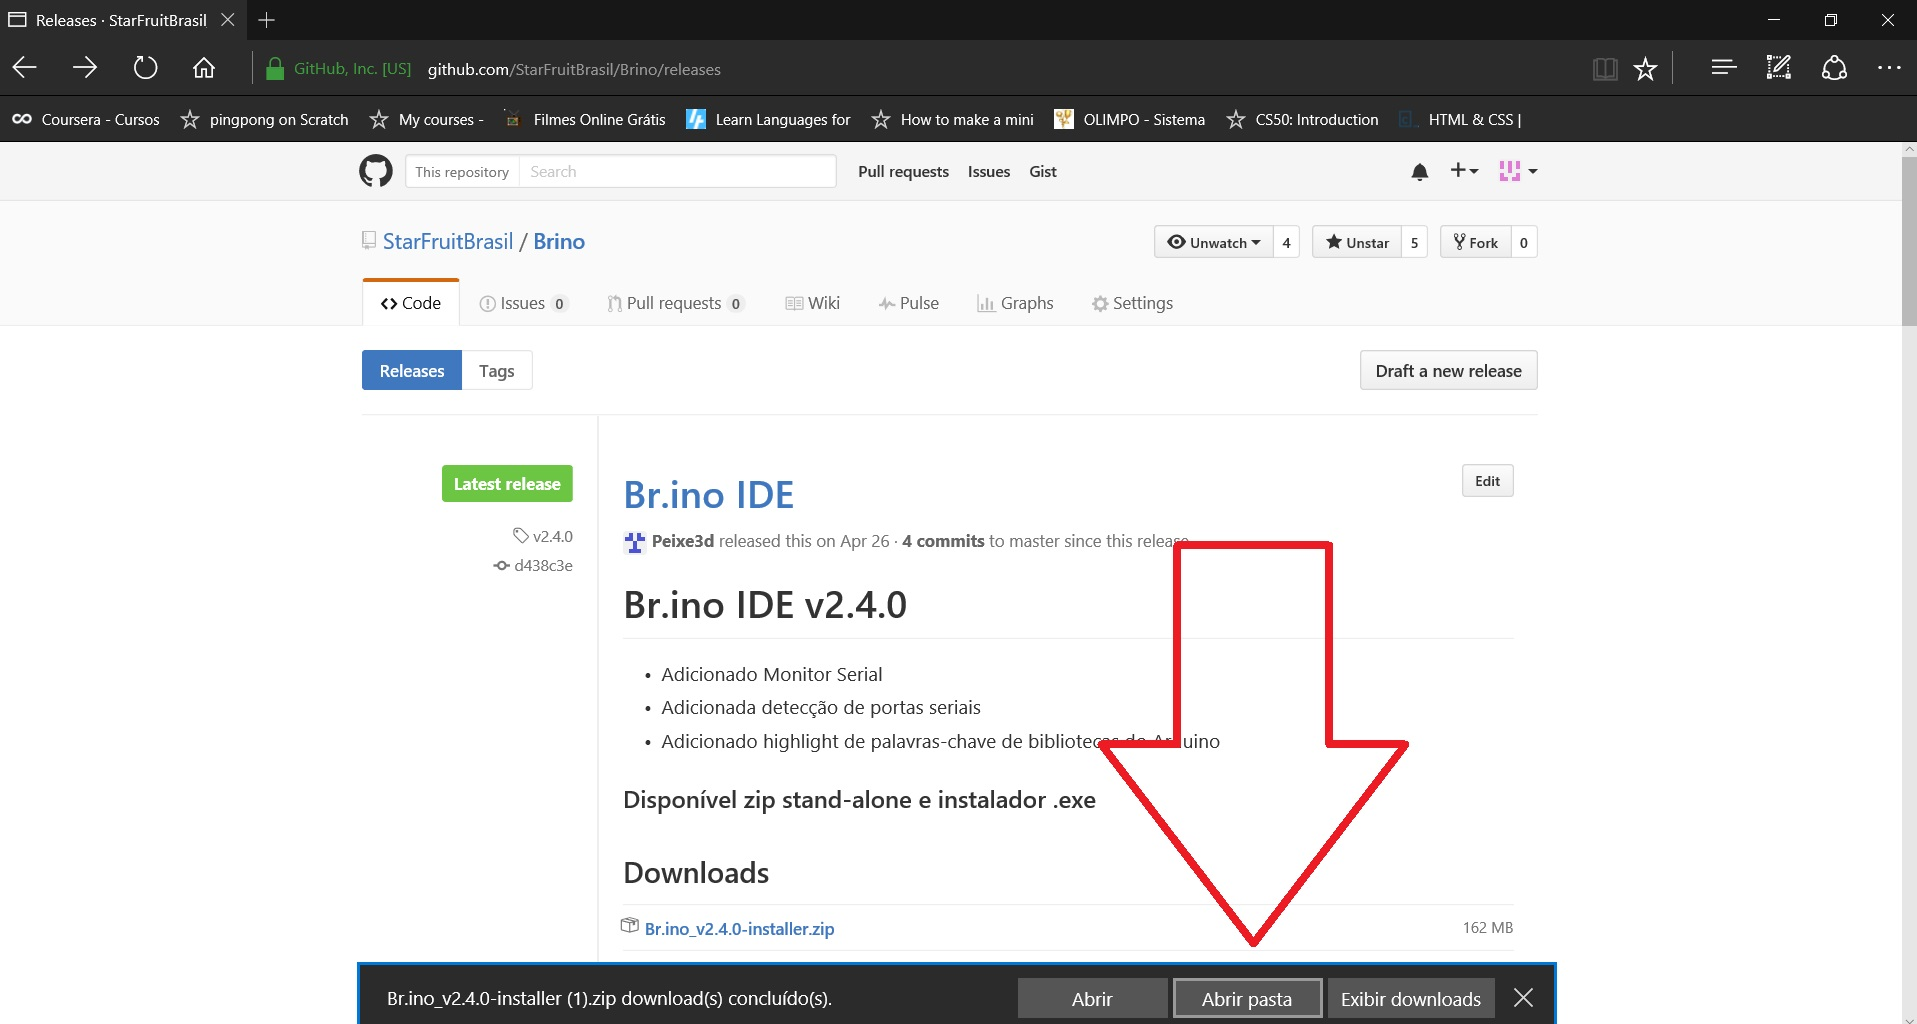 Releases · StarFruitBrasil
GitHub, Inc. [US] github.com/StarFruitBrasil/Brino/releases
Coursera - Cursos pingpong on Scratch My courses - Filmes Online Grátis Learn Languages for How to make a mini OLIMPO - Sistema CS50: Introduction HTML & CSS |
This repository Search Pull requests Issues Gist
StarFruitBrasil / Brino Unwatch 4 Unstar 5 Fork 0
Code Issues 0 Pull requests 0 Wiki Pulse Graphs Settings
Releases Tags Draft a new release
Latest release
v2.4.0
d438c3e
Br.ino IDE Edit
Peixe3d released this on Apr 26 · 4 commits to master since this release
Br.ino IDE v2.4.0
• Adicionado Monitor Serial
• Adicionada detecção de portas seriais
• Adicionado highlight de palavras-chave de bibliotecas do Arduino
Disponível zip stand-alone e instalador .exe
Downloads
Br.ino_v2.4.0-installer.zip 162 MB
Br.ino_v2.4.0-installer (1).zip download(s) concluído(s). Abrir Abrir pasta Exibir downloads